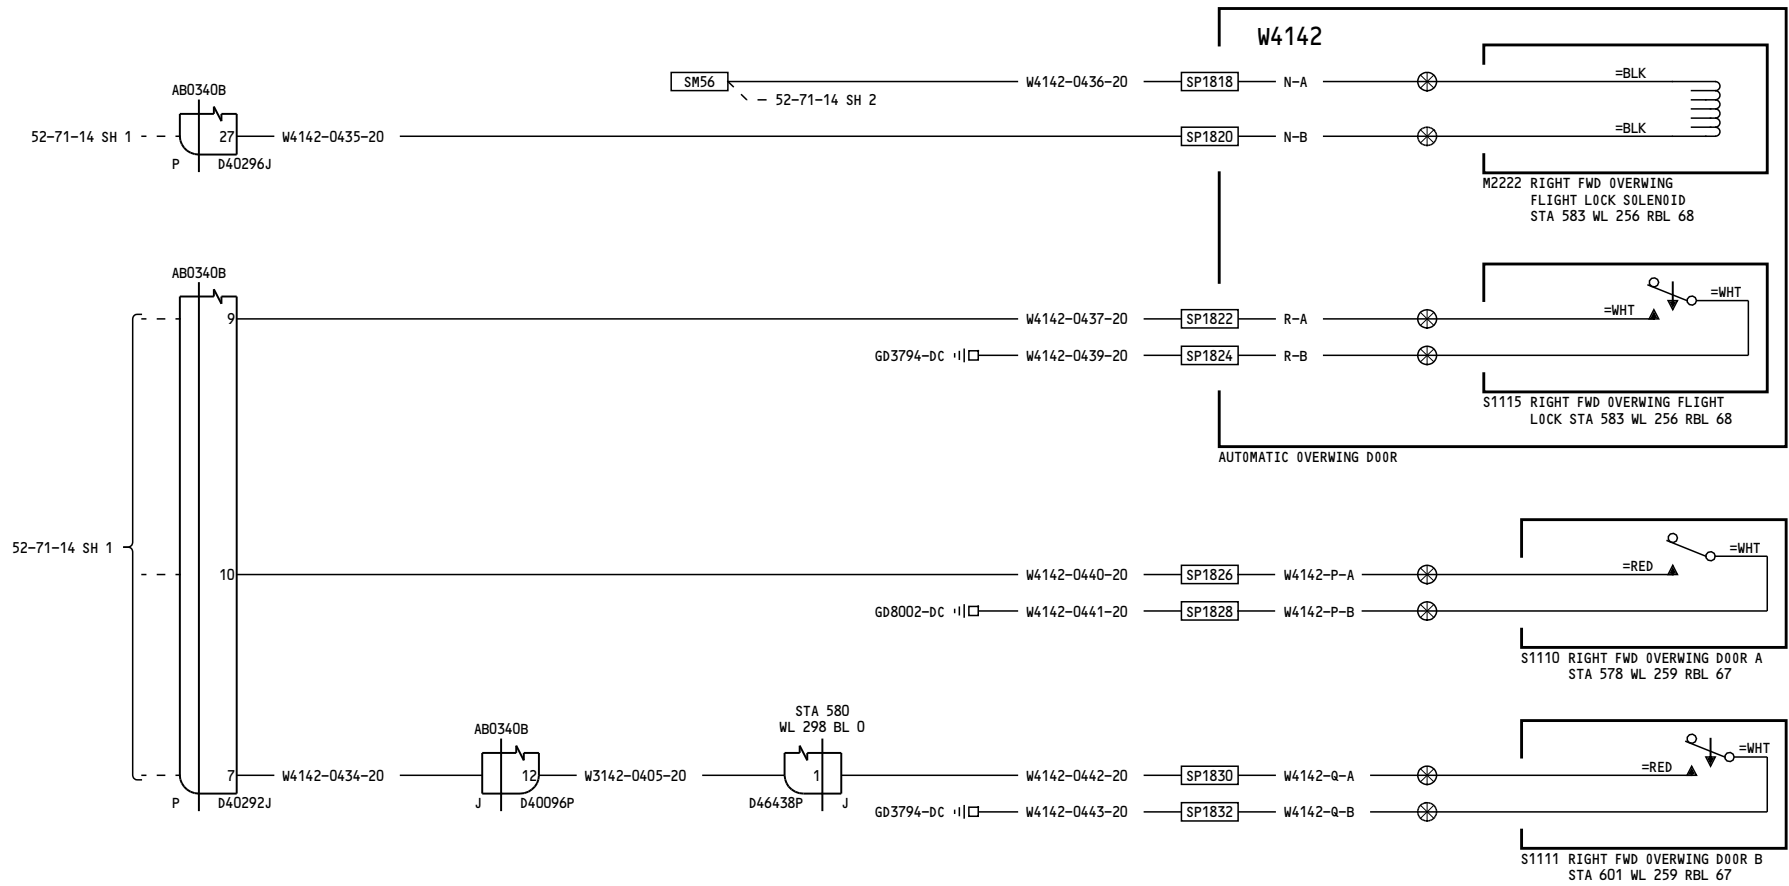 W4142
SM56
W4142-0436-20
SP1818
N-A
=BLK
52-71-14 SH 2
AB0340B
52-71-14 SH 1
27
W4142-0435-20
SP1820
N-B
=BLK
P
D40296J
M2222 RIGHT FWD OVERWING
FLIGHT LOCK SOLENOID
STA 583 WL 256 RBL 68
AB0340B
=WHT
9
W4142-0437-20
SP1822
R-A
=WHT
GD3794-DC
W4142-0439-20
SP1824
R-B
S1115 RIGHT FWD OVERWING FLIGHT
LOCK STA 583 WL 256 RBL 68
AUTOMATIC OVERWING DOOR
52-71-14 SH 1
=WHT
10
W4142-0440-20
SP1826
W4142-P-A
=RED
GD8002-DC
W4142-0441-20
SP1828
W4142-P-B
S1110 RIGHT FWD OVERWING DOOR A
STA 578 WL 259 RBL 67
STA 580
WL 298 BL 0
AB0340B
=WHT
7
W4142-0434-20
12
W3142-0405-20
1
W4142-0442-20
SP1830
W4142-Q-A
=RED
P
D40292J
J
D40096P
D46438P
J
GD3794-DC
W4142-0443-20
SP1832
W4142-Q-B
S1111 RIGHT FWD OVERWING DOOR B
STA 601 WL 259 RBL 67